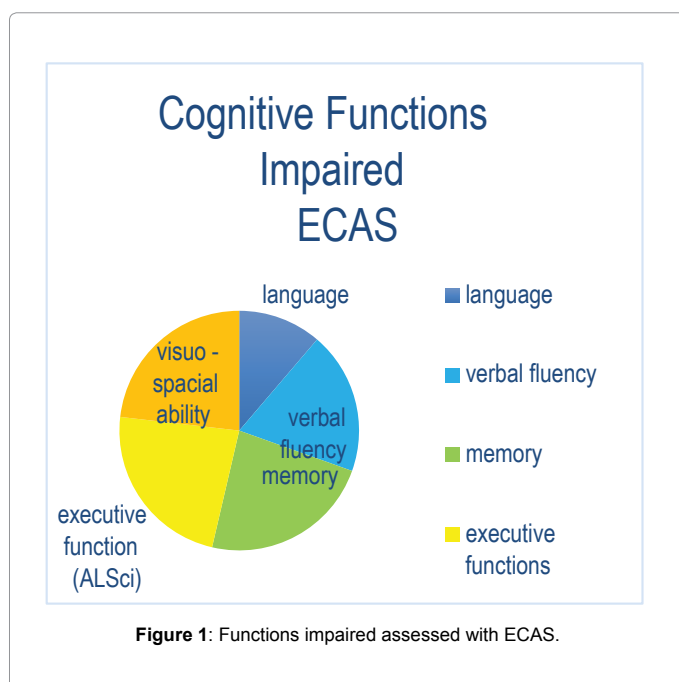 Cognitive Functions
Impaired
ECAS
language
visuo -
spacial
ability
verbal
fluency
memory
executive
function
(ALSci)
language
verbal fluency
memory
executive
functions
Figure 1: Functions impaired assessed with ECAS.